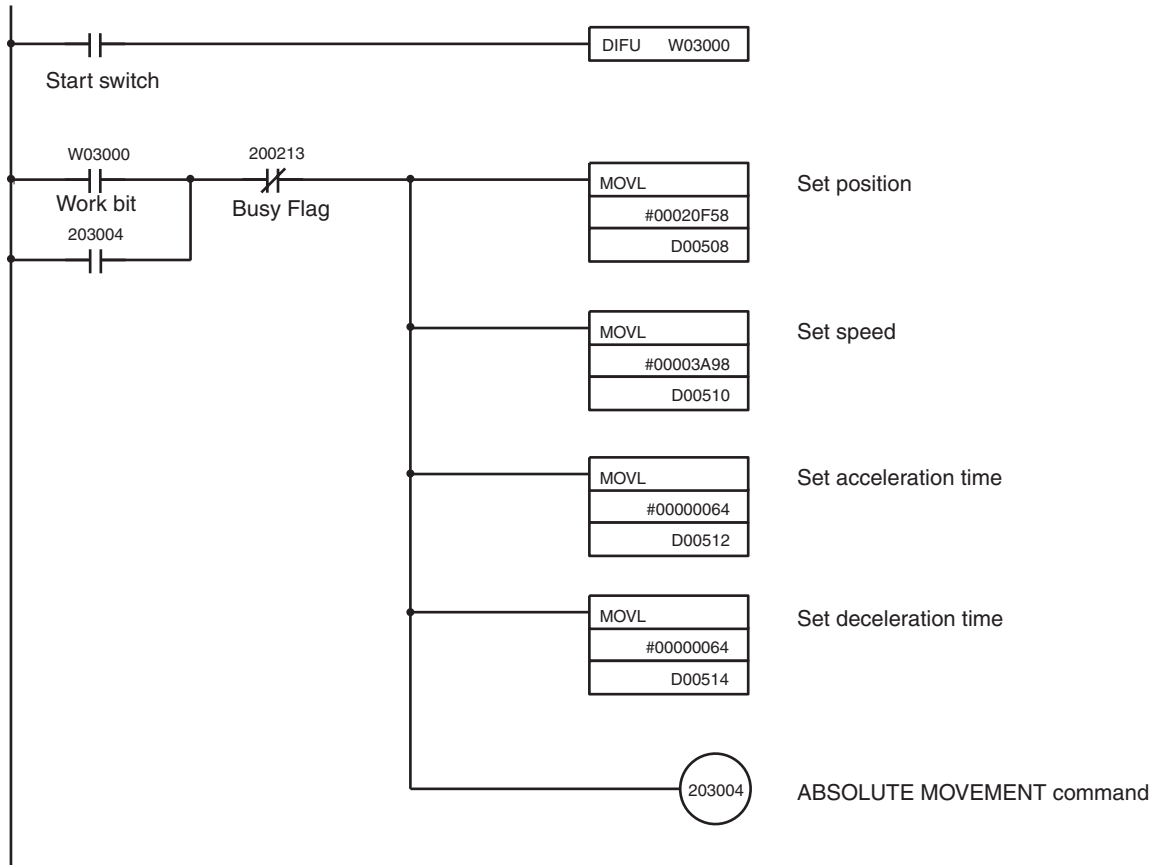 DIFU W03000
Start switch
W03000
200213
MOVL
Set position
Work bit
Busy Flag
#00020F58
203004
D00508
MOVL
Set speed
#00003A98
D00510
MOVL
Set acceleration time
#00000064
D00512
MOVL
Set deceleration time
#00000064
D00514
203004
ABSOLUTE MOVEMENT command